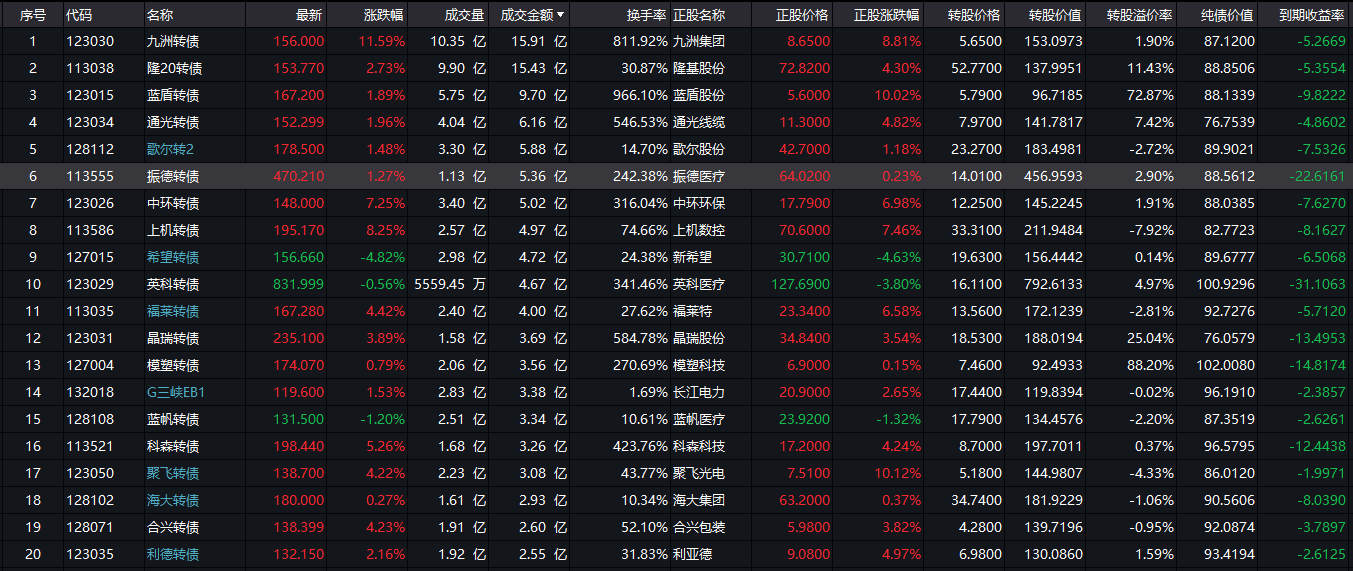 序号 代码 名称 最新 涨跌幅 成交量 成交金额 换手率 正股名称 正股价格 正股涨跌幅 转股价格 转股价值 转股溢价率 纯债价值 到期收益率
1 123030 九洲转债 156.000 11.59% 10.35 亿 15.91 亿 811.92% 九洲集团 8.6500 8.81% 5.6500 153.0973 1.90% 87.1200 -5.2669
2 113038 隆20转债 153.770 2.73% 9.90 亿 15.43 亿 30.87% 隆基股份 72.8200 4.30% 52.7700 137.9951 11.43% 88.8506 -5.3554
3 123015 蓝盾转债 167.200 1.89% 5.75 亿 9.70 亿 966.10% 蓝盾股份 5.6000 10.02% 5.7900 96.7185 72.87% 88.1339 -9.8222
4 123034 通光转债 152.299 1.96% 4.04 亿 6.16 亿 546.53% 通光线缆 11.3000 4.82% 7.9700 141.7817 7.42% 76.7539 -4.8602
5 128112 歌尔转2 178.500 1.48% 3.30 亿 5.88 亿 14.70% 歌尔股份 42.7000 1.18% 23.2700 183.4981 -2.72% 89.9021 -7.5326
6 113555 振德转债 470.210 1.27% 1.13 亿 5.36 亿 242.38% 振德医疗 64.0200 0.23% 14.0100 456.9593 2.90% 88.5612 -22.6161
7 123026 中环转债 148.000 7.25% 3.40 亿 5.02 亿 316.04% 中环环保 17.7900 6.98% 12.2500 145.2245 1.91% 88.0385 -7.6270
8 113586 上机转债 195.170 8.25% 2.57 亿 4.97 亿 74.66% 上机数控 70.6000 7.46% 33.3100 211.9484 -7.92% 82.7723 -8.1627
9 127015 希望转债 156.660 -4.82% 2.98 亿 4.72 亿 24.38% 新希望 30.7100 -4.63% 19.6300 156.4442 0.14% 89.6777 -6.5068
10 123029 英科转债 831.999 -0.56% 5559.45 万 4.67 亿 341.46% 英科医疗 127.6900 -3.80% 16.1100 792.6133 4.97% 100.9296 -31.1063
11 113035 福莱转债 167.280 4.42% 2.40 亿 4.00 亿 27.62% 福莱特 23.3400 6.58% 13.5600 172.1239 -2.81% 92.7276 -5.7120
12 123031 晶瑞转债 235.100 3.89% 1.58 亿 3.69 亿 584.78% 晶瑞股份 34.8400 3.54% 18.5300 188.0194 25.04% 76.0579 -13.4953
13 127004 模塑转债 174.070 0.79% 2.06 亿 3.56 亿 270.69% 模塑科技 6.9000 0.15% 7.4600 92.4933 88.20% 102.0080 -14.8174
14 132018 G三峡EB1 119.600 1.53% 2.83 亿 3.38 亿 1.69% 长江电力 20.9000 2.65% 17.4400 119.8394 -0.02% 96.1910 -2.3857
15 128108 蓝帆转债 131.500 -1.20% 2.51 亿 3.34 亿 10.61% 蓝帆医疗 23.9200 -1.32% 17.7900 134.4576 -2.20% 87.3519 -2.6261
16 113521 科森转债 198.440 5.26% 1.68 亿 3.26 亿 423.76% 科森科技 17.2000 4.24% 8.7000 197.7011 0.37% 96.5795 -12.4438
17 123050 聚飞转债 138.700 4.22% 2.23 亿 3.08 亿 43.77% 聚飞光电 7.5100 10.12% 5.1800 144.9807 -4.33% 86.0120 -1.9971
18 128102 海大转债 180.000 0.27% 1.61 亿 2.93 亿 10.34% 海大集团 63.2000 0.37% 34.7400 181.9229 -1.06% 90.5606 -8.0390
19 128071 合兴转债 138.399 4.23% 1.91 亿 2.60 亿 52.10% 合兴包装 5.9800 3.82% 4.2800 139.7196 -0.95% 92.0874 -3.7897
20 123035 利德转债 132.150 2.16% 1.92 亿 2.55 亿 31.83% 利亚德 9.0800 4.97% 6.9800 130.0860 1.59% 93.4194 -2.6125